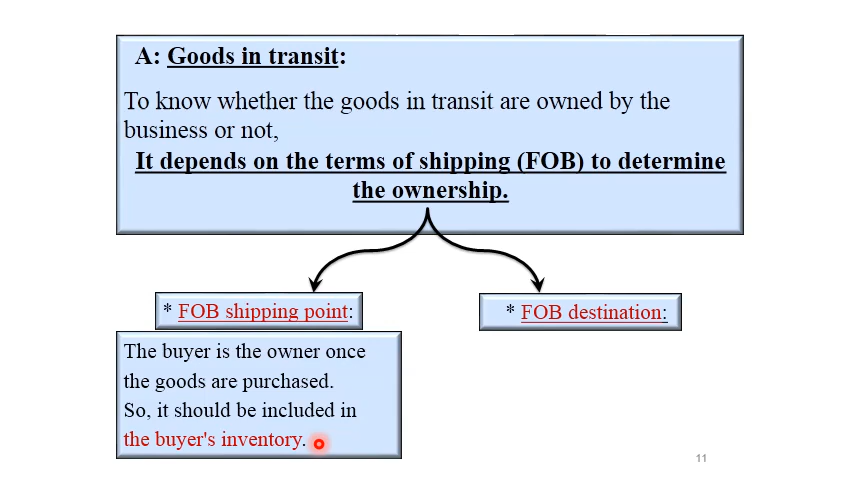 A: Goods in transit:
To know whether the goods in transit are owned by the
business or not,
It depends on the terms of shipping (FOB) to determine
the ownership.
* FOB shipping point:
The buyer is the owner once
the goods are purchased.
So, it should be included in
the buyer's inventory.
* FOB destination:
11